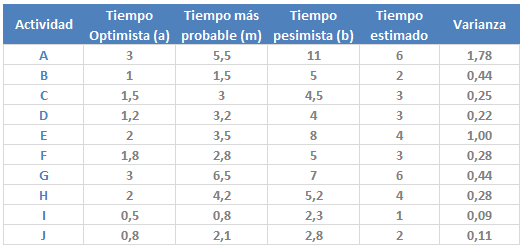 Actividad Tiempo Optimista (a) Tiempo más probable (m) Tiempo pesimista (b) Tiempo estimado Varianza
A 3 5,5 11 6 1,78
B 1 1,5 5 2 0,44
C 1,5 3 4,5 3 0,25
D 1,2 3,2 4 3 0,22
E 2 3,5 8 4 1,00
F 1,8 2,8 5 3 0,28
G 3 6,5 7 6 0,44
H 2 4,2 5,2 4 0,28
I 0,5 0,8 2,3 1 0,09
J 0,8 2,1 2,8 2 0,11